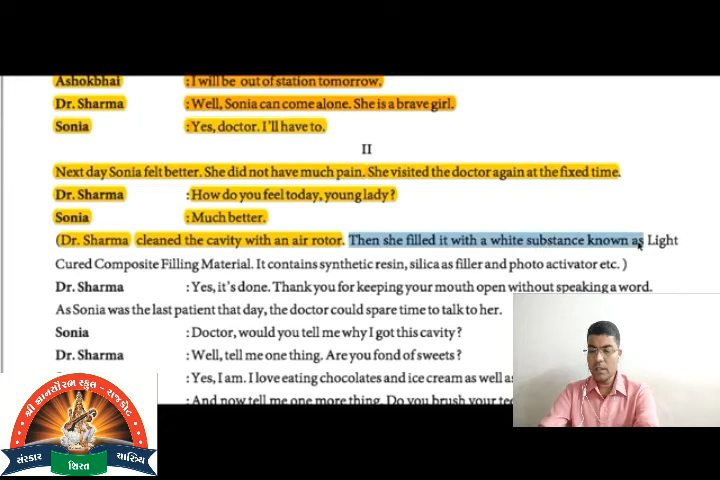 Ashokbhai : I will be out of station tomorrow.
Dr. Sharma : Well, Sonia can come alone. She is a brave girl.
Sonia : Yes, doctor. I'll have to.
II
Next day Sonia felt better. She did not have much pain. She visited the doctor again at the fixed time.
Dr. Sharma : How do you feel today, young lady?
Sonia : Much better.
(Dr. Sharma cleaned the cavity with an air rotor. Then she filled it with a white substance known as Light
Cured Composite Filling Material. It contains synthetic resin, silica as filler and photo activator etc. )
Dr. Sharma : Yes, it's done. Thank you for keeping your mouth open without speaking a word.
As Sonia was the last patient that day, the doctor could spare time to talk to her.
Sonia : Doctor, would you tell me why I got this cavity?
Dr. Sharma : Well, tell me one thing. Are you fond of sweets?
: Yes, I am. I love eating chocolates and ice cream as well as
: And now tell me one more thing. Do you brush your
શ્રી જ્ઞાનસૌરભ સ્કૂલ - રાજકોટ
સંસ્કાર
શિસ્ત
ચારિત્ર્ય